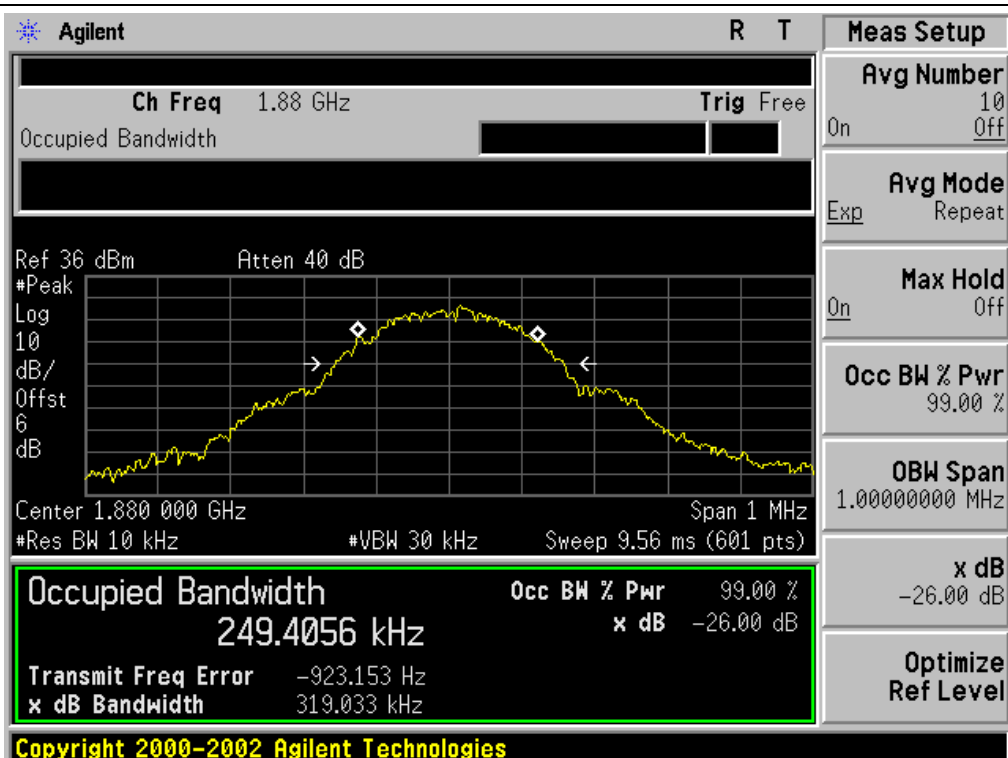 Agilent R T
Ch Freq 1.88 GHz Trig Free
Occupied Bandwidth
Ref 36 dBm Atten 40 dB
#Peak
Log
10
dB/
Offst
6
dB
Center 1.880 000 GHz Span 1 MHz
#Res BW 10 kHz #VBW 30 kHz Sweep 9.56 ms (601 pts)
Occupied Bandwidth Occ BW % Pwr 99.00 %
249.4056 kHz x dB -26.00 dB
Transmit Freq Error -923.153 Hz
x dB Bandwidth 319.033 kHz
Copyright 2000-2002 Agilent Technologies
Meas Setup
Avg Number
10
On Off
Avg Mode
Exp Repeat
Max Hold
On Off
Occ BW % Pwr
99.00 %
OBW Span
1.00000000 MHz
x dB
-26.00 dB
Optimize
Ref Level